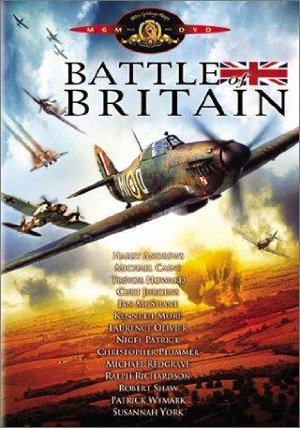 MGM DVD
BATTLE of
BRITAIN
HARRY ANDREWS
MICHAEL CAINE
TREVOR HOWARD
CURT JURGENS
IAN MCSHANE
KENNETH MORE
LAURENCE OLIVIER
NIGEL PATRICK
CHRISTOPHER PLUMMER
MICHAEL REDGRAVE
RALPH RICHARDSON
ROBERT SHAW
PATRICK WYMARK
SUSANNAH YORK